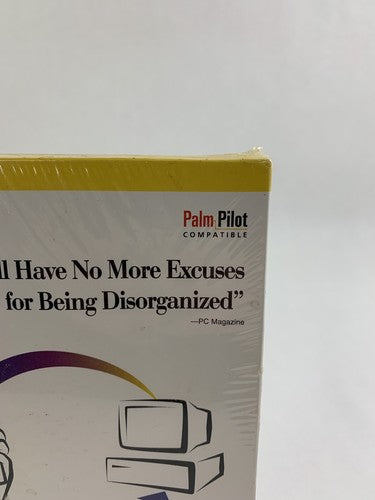 Palm Pilot
COMPATIBLE
ll Have No More Excuses
for Being Disorganized”
—PC Magazine